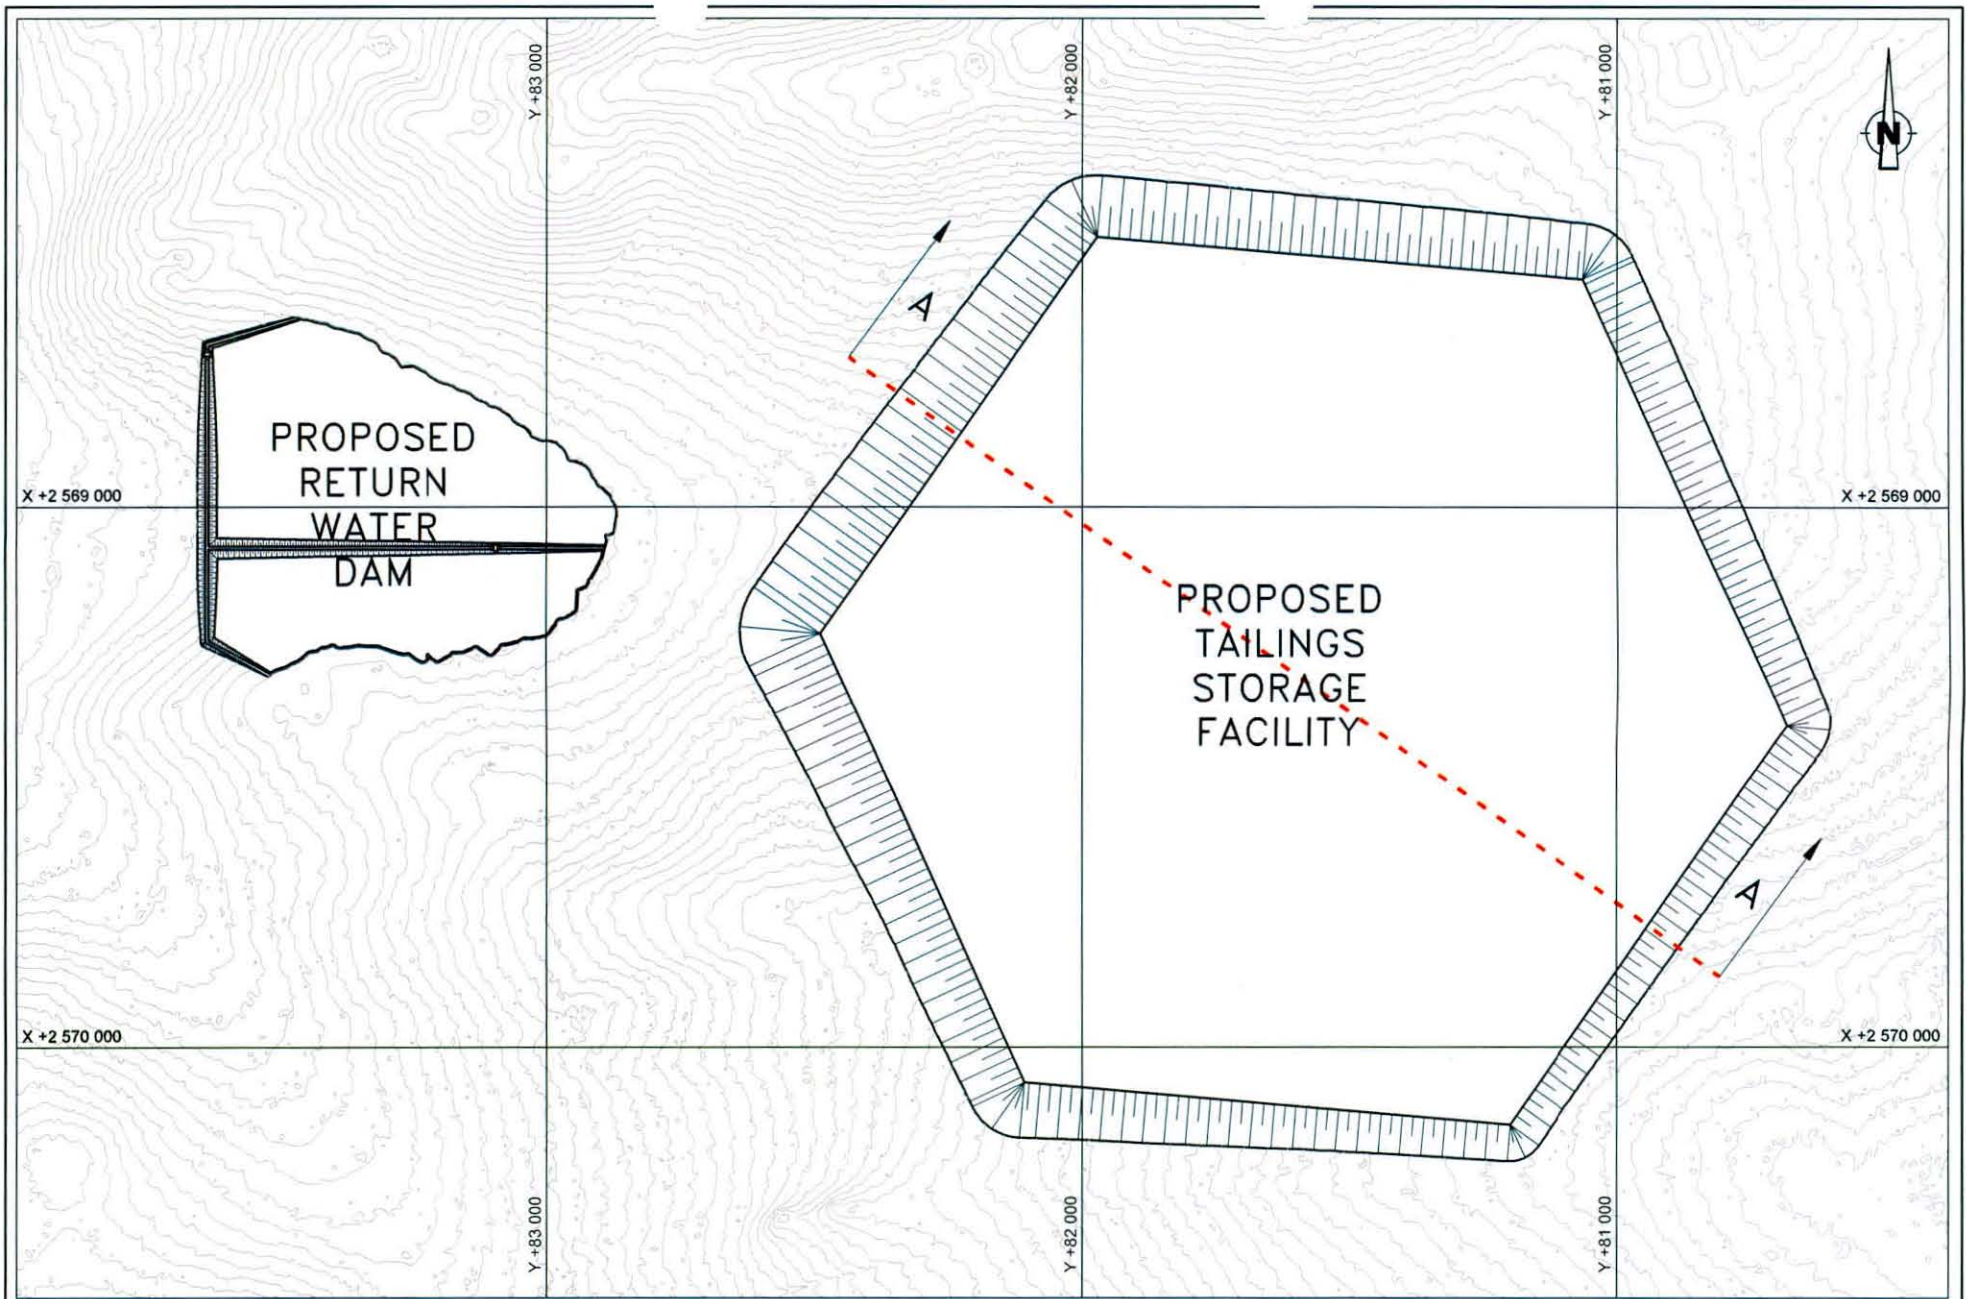 Y +83 000
Y +82 000
Y +81 000
N
A
PROPOSED
RETURN
WATER
DAM
X +2 569 000
X +2 569 000
PROPOSED
TAILINGS
STORAGE
FACILITY
A
X +2 570 000
X +2 570 000
Y +83 000
Y +82 000
Y +81 000